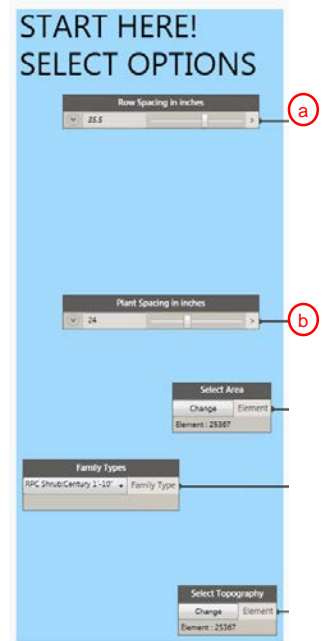 START HERE!
SELECT OPTIONS
Row Spacing in inches
35.5 >
a
Plant Spacing in inches
24 >
b
Select Area
Change Element
Element : 25367
Family Types
RPC Shrub:Century 1'-10" Family Type
Select Topography
Change Element
Element : 25367